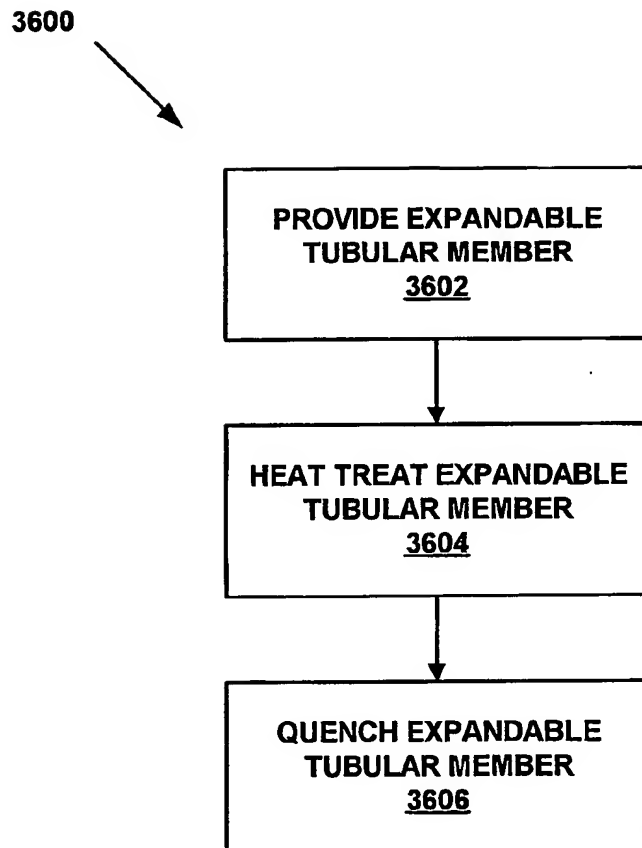 3600
PROVIDE EXPANDABLE
TUBULAR MEMBER
3602
HEAT TREAT EXPANDABLE
TUBULAR MEMBER
3604
QUENCH EXPANDABLE
TUBULAR MEMBER
3606